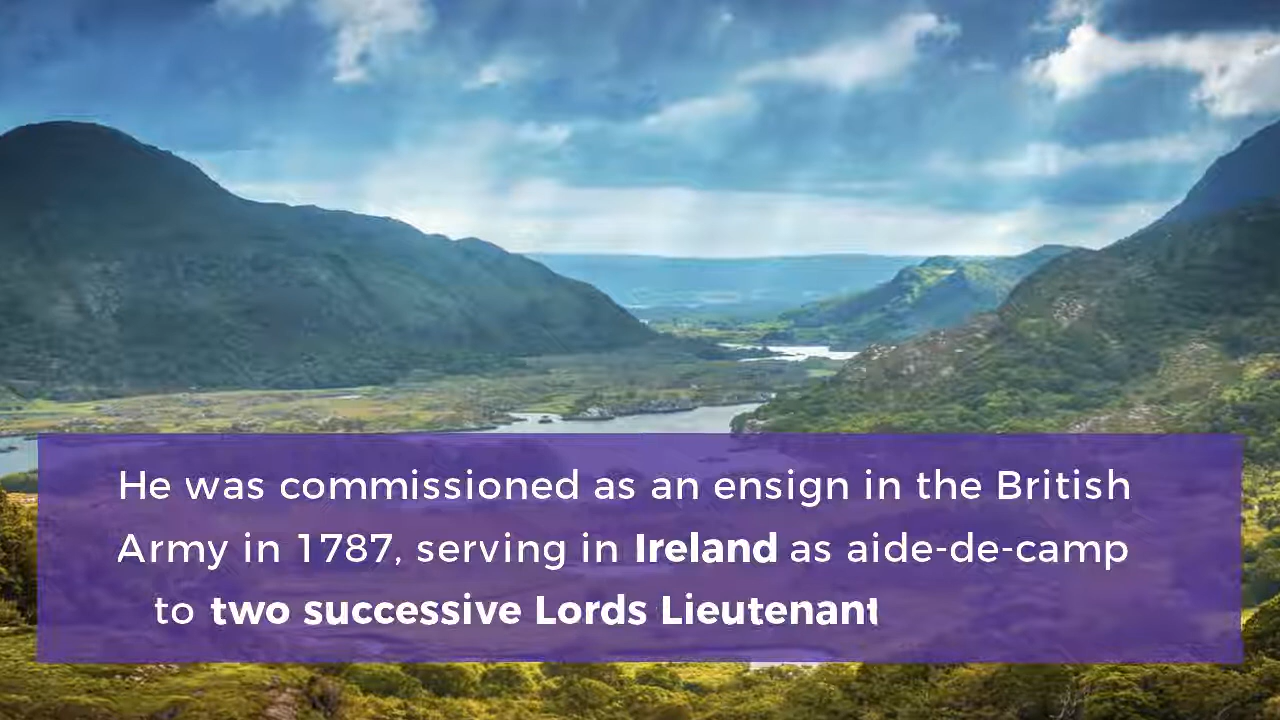 He was commissioned as an ensign in the British
Army in 1787, serving in Ireland as aide-de-camp
to two successive Lords Lieutenant